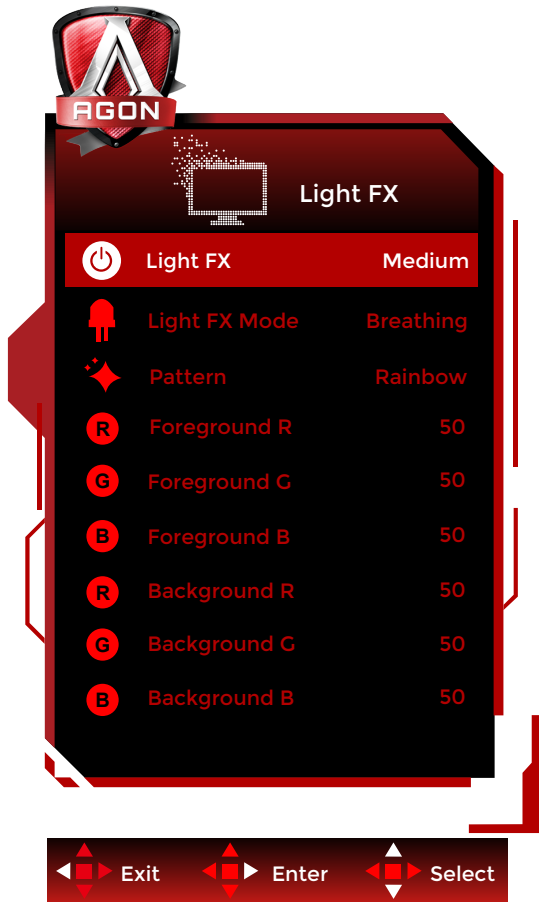 AGON
Light FX
Light FX Medium
Light FX Mode Breathing
Pattern Rainbow
R Foreground R 50
G Foreground G 50
B Foreground B 50
R Background R 50
G Background G 50
B Background B 50
Exit Enter Select